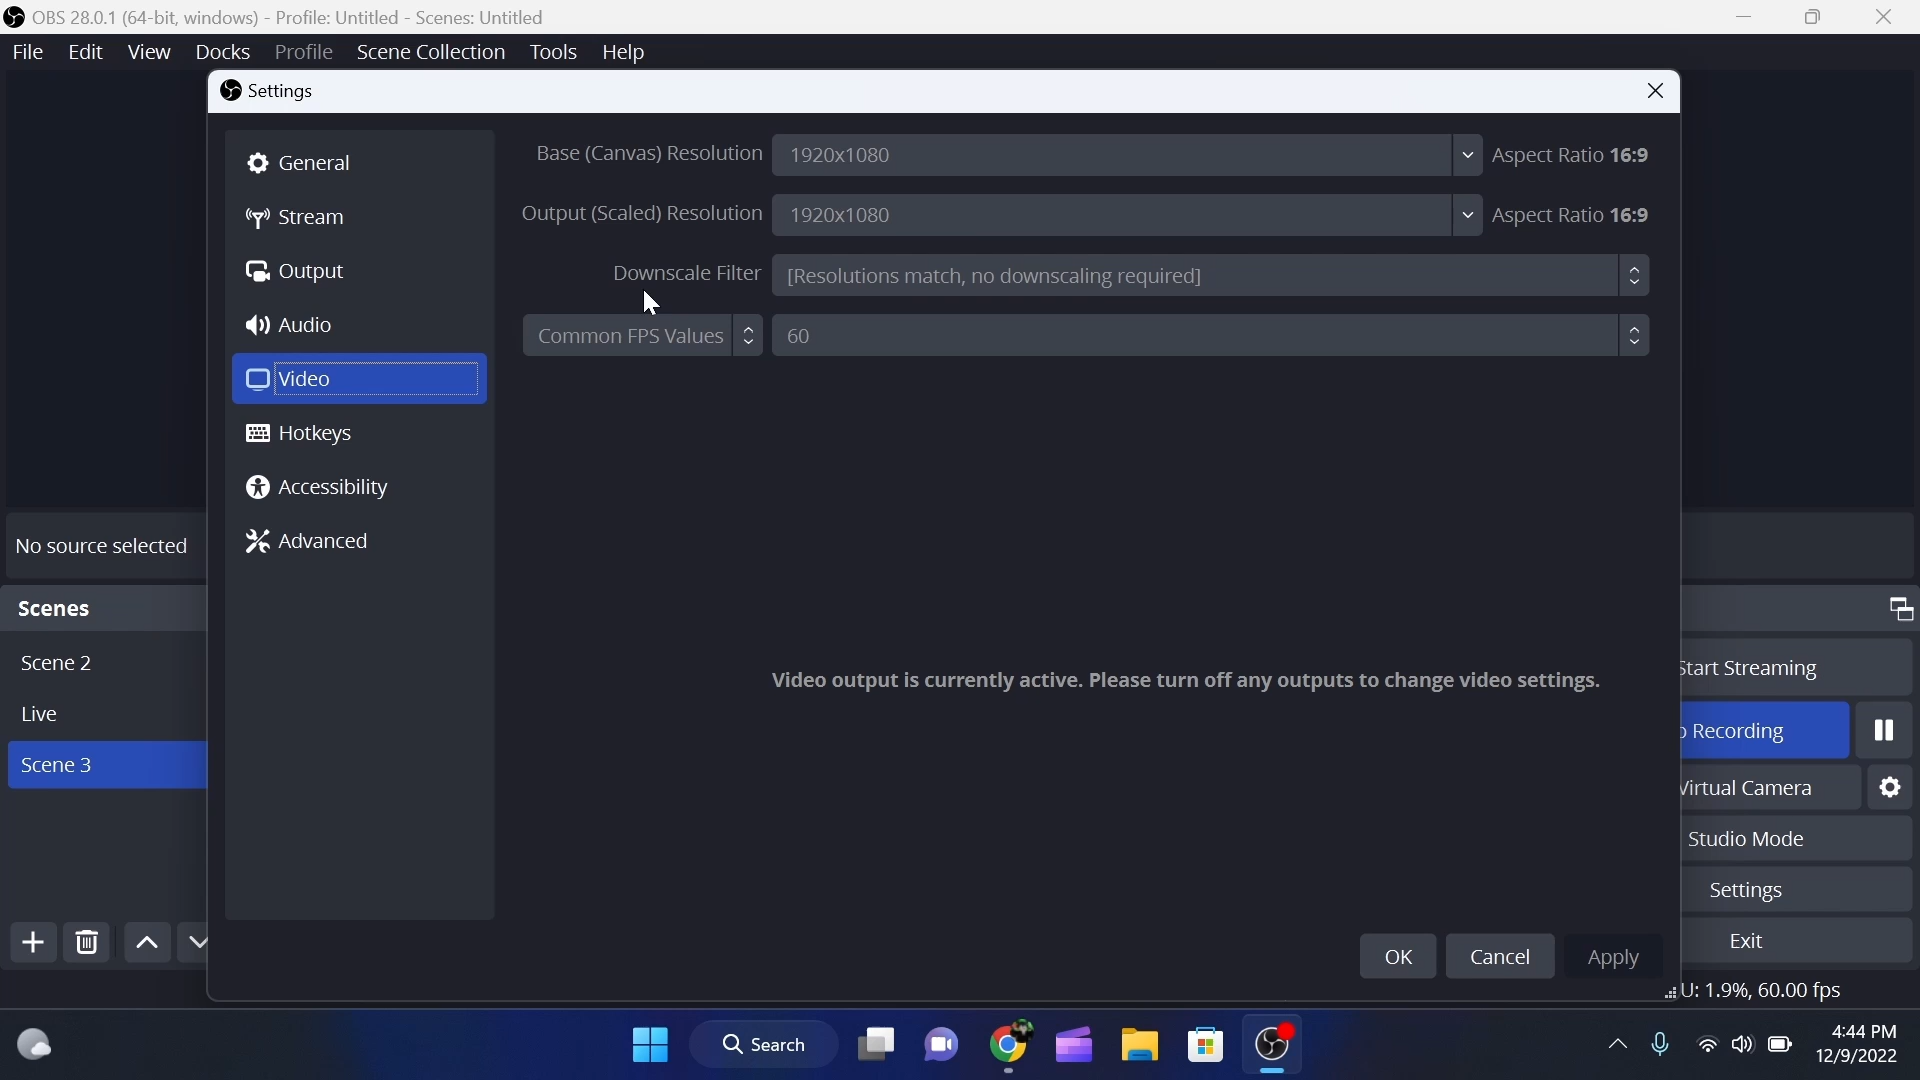 OBS 28.0.1 (64-bit, windows) - Profile: Untitled - Scenes: Untitled
File Edit View Docks Profile Scene Collection Tools Help
Settings
General
Stream
Output
Audio
Video
Hotkeys
Accessibility
Advanced
Base (Canvas) Resolution 1920x1080 Aspect Ratio 16:9
Output (Scaled) Resolution 1920x1080 Aspect Ratio 16:9
Downscale Filter [Resolutions match, no downscaling required]
Common FPS Values 60
Video output is currently active. Please turn off any outputs to change video settings.
OK Cancel Apply
No source selected
Scenes
Scene 2
Live
Scene 3
Start Streaming
Recording
Virtual Camera
Studio Mode
Settings
Exit
U: 1.9%, 60.00 fps
Search
4:44 PM
12/9/2022